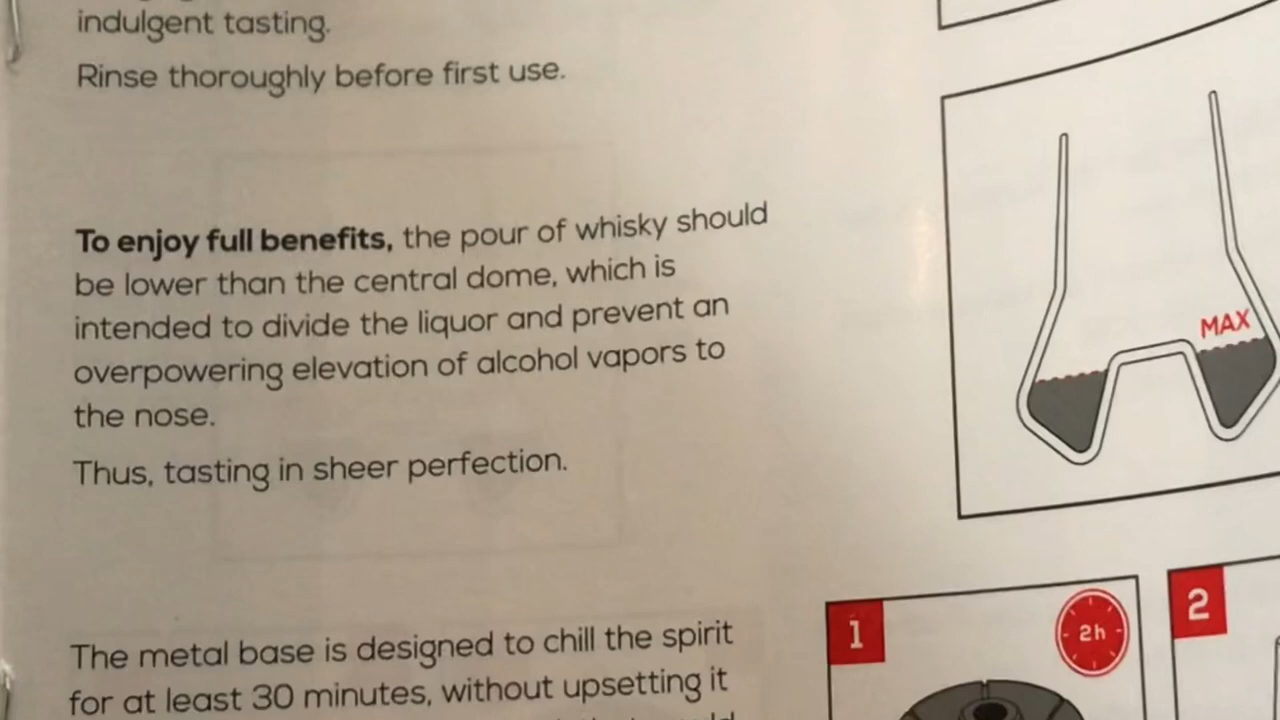 indulgent tasting.
Rinse thoroughly before first use.
To enjoy full benefits, the pour of whisky should
be lower than the central dome, which is
intended to divide the liquor and prevent an
overpowering elevation of alcohol vapors to
the nose.
Thus, tasting in sheer perfection.
MAX
The metal base is designed to chill the spirit
for at least 30 minutes, without upsetting it
1
2h
2